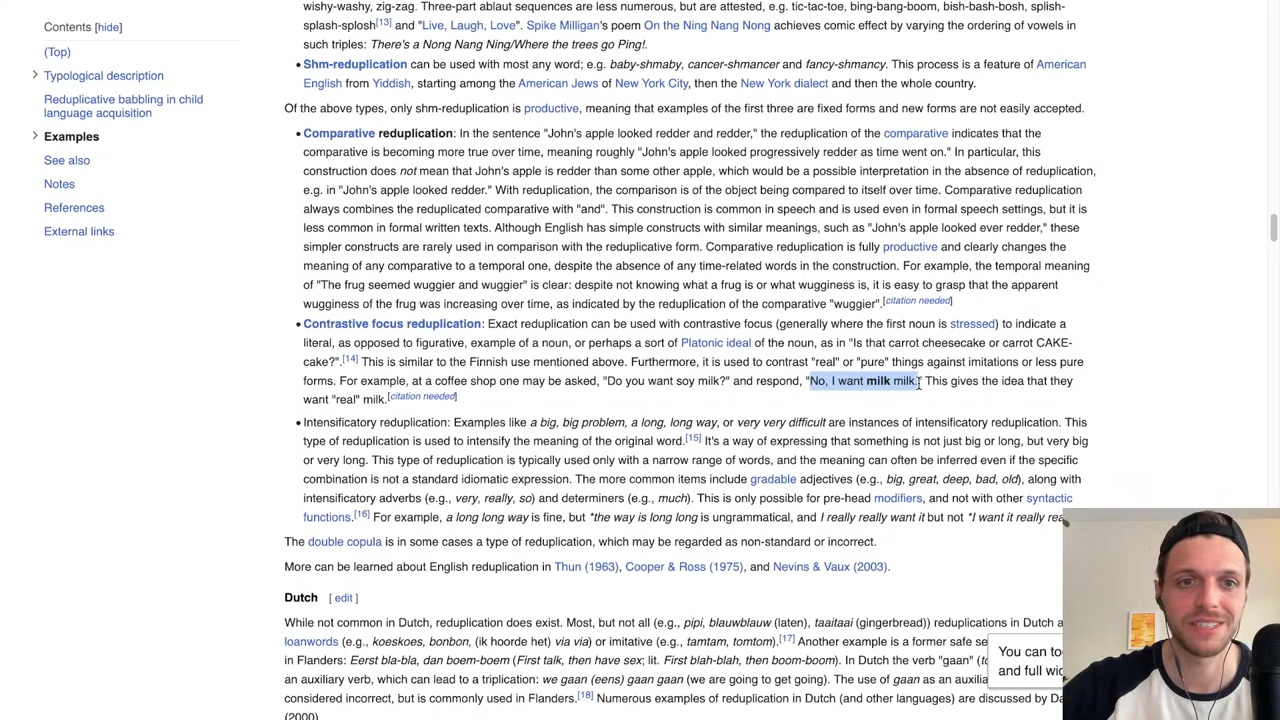 Contents [hide]
(Top)
Typological description
Reduplicative babbling in child
language acquisition
Examples
See also
Notes
References
External links
wishy-washy, zig-zag. Three-part ablaut sequences are less numerous, but are attested, e.g. tic-tac-toe, bing-bang-boom, bish-bash-bosh, splish-
splash-splosh[13] and "Live, Laugh, Love". Spike Milligan's poem On the Ning Nang Nong achieves comic effect by varying the ordering of vowels in
such triples: There's a Nong Nang Ning/Where the trees go Ping!.
• Shm-reduplication can be used with most any word; e.g. baby-shmaby, cancer-shmancer and fancy-shmancy. This process is a feature of American
English from Yiddish, starting among the American Jews of New York City, then the New York dialect and then the whole country.
Of the above types, only shm-reduplication is productive, meaning that examples of the first three are fixed forms and new forms are not easily accepted.
• Comparative reduplication: In the sentence "John's apple looked redder and redder," the reduplication of the comparative indicates that the
comparative is becoming more true over time, meaning roughly "John's apple looked progressively redder as time went on." In particular, this
construction does not mean that John's apple is redder than some other apple, which would be a possible interpretation in the absence of reduplication,
e.g. in "John's apple looked redder." With reduplication, the comparison is of the object being compared to itself over time. Comparative reduplication
always combines the reduplicated comparative with "and". This construction is common in speech and is used even in formal speech settings, but it is
less common in formal written texts. Although English has simple constructs with similar meanings, such as "John's apple looked ever redder," these
simpler constructs are rarely used in comparison with the reduplicative form. Comparative reduplication is fully productive and clearly changes the
meaning of any comparative to a temporal one, despite the absence of any time-related words in the construction. For example, the temporal meaning
of "The frug seemed wuggier and wuggier" is clear: despite not knowing what a frug is or what wugginess is, it is easy to grasp that the apparent
wugginess of the frug was increasing over time, as indicated by the reduplication of the comparative "wuggier".[citation needed]
• Contrastive focus reduplication: Exact reduplication can be used with contrastive focus (generally where the first noun is stressed) to indicate a
literal, as opposed to figurative, example of a noun, or perhaps a sort of Platonic ideal of the noun, as in "Is that carrot cheesecake or carrot CAKE-
cake?".[14] This is similar to the Finnish use mentioned above. Furthermore, it is used to contrast "real" or "pure" things against imitations or less pure
forms. For example, at a coffee shop one may be asked, "Do you want soy milk?" and respond, "No, I want milk milk." This gives the idea that they
want "real" milk.[citation needed]
• Intensificatory reduplication: Examples like a big, big problem, a long, long way, or very very difficult are instances of intensificatory reduplication. This
type of reduplication is used to intensify the meaning of the original word.[15] It's a way of expressing that something is not just big or long, but very big
or very long. This type of reduplication is typically used only with a narrow range of words, and the meaning can often be inferred even if the specific
combination is not a standard idiomatic expression. The more common items include gradable adjectives (e.g., big, great, deep, bad, old), along with
intensificatory adverbs (e.g., very, really, so) and determiners (e.g., much). This is only possible for pre-head modifiers, and not with other syntactic
functions.[16] For example, a long long way is fine, but *the way is long long is ungrammatical, and I really really want it but not *I want it really
The double copula is in some cases a type of reduplication, which may be regarded as non-standard or incorrect.
More can be learned about English reduplication in Thun (1963), Cooper & Ross (1975), and Nevins & Vaux (2003).
Dutch [ edit ]
While not common in Dutch, reduplication does exist. Most, but not all (e.g., pipi, blauwblauw (laten), taaitaai (gingerbread)) reduplications in Dutch
loanwords (e.g., koeskoes, bonbon, (ik hoorde het) via via) or imitative (e.g., tamtam, tomtom).[17] Another example is a former safe
in Flanders: Eerst bla-bla, dan boem-boem (First talk, then have sex; lit. First blah-blah, then boom-boom). In Dutch the verb "gaan"
an auxiliary verb, which can lead to a triplication: we gaan (eens) gaan gaan (we are going to get going). The use of gaan as an
considered incorrect, but is commonly used in Flanders.[18] Numerous examples of reduplication in Dutch (and other languages) are discussed by
(2000)
You can
and full